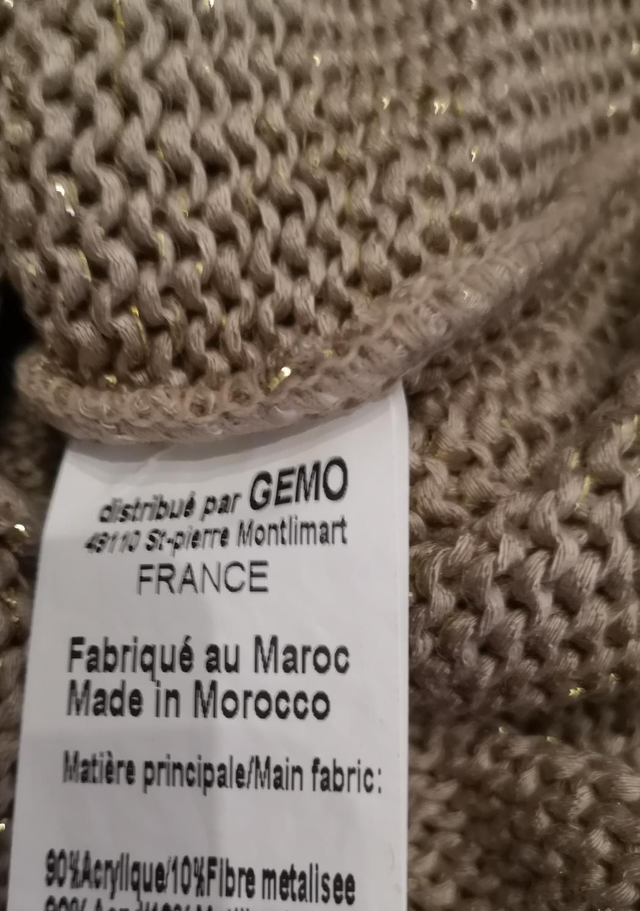 distribué par GEMO
49110 St-pierre Montlimart
FRANCE
Fabriqué au Maroc
Made in Morocco
Matière principale/Main fabric:
90%Acrylique/10%Fibre metalisee